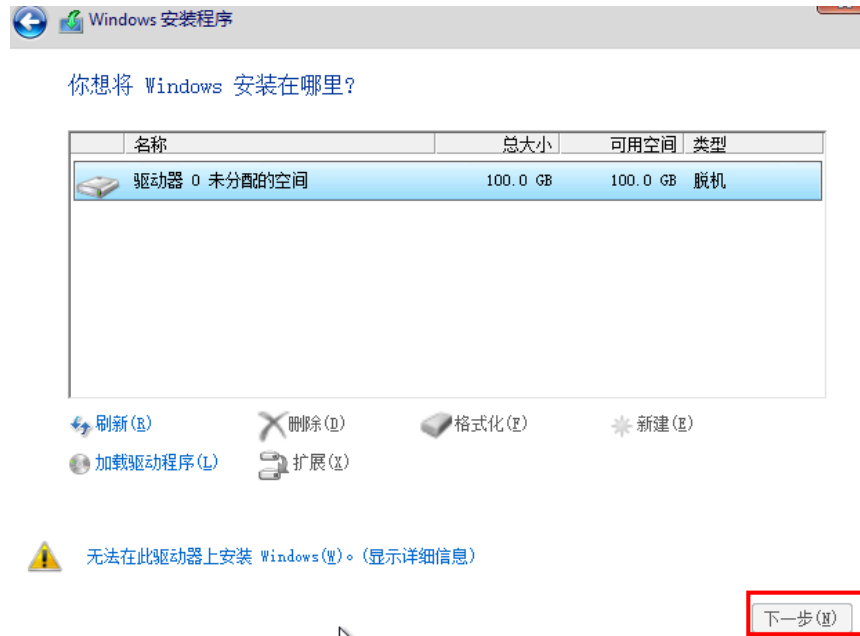 Windows 安装程序
你想将 Windows 安装在哪里?
名称 总大小 可用空间 类型
驱动器 0 未分配的空间 100.0 GB 100.0 GB 脱机
刷新(R) 删除(D) 格式化(F) 新建(E)
加载驱动程序(L) 扩展(X)
无法在此驱动器上安装 Windows(W)。(显示详细信息)
下一步(N)